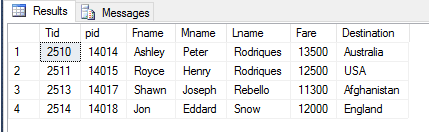 Results Messages
Tid pid Fname Mname Lname Fare Destination
1 2510 14014 Ashley Peter Rodriques 13500 Australia
2 2511 14015 Royce Henry Rodriques 12500 USA
3 2513 14017 Shawn Joseph Rebello 11300 Afghanistan
4 2514 14018 Jon Eddard Snow 12000 England